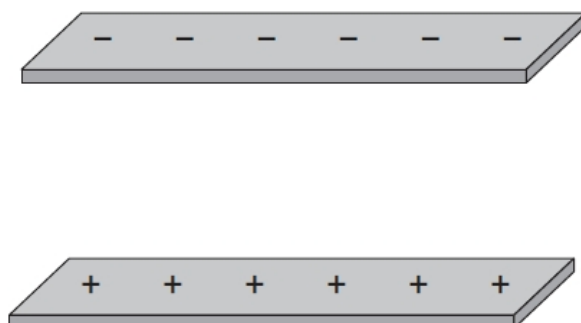 − − − − − −
+ + + + + +